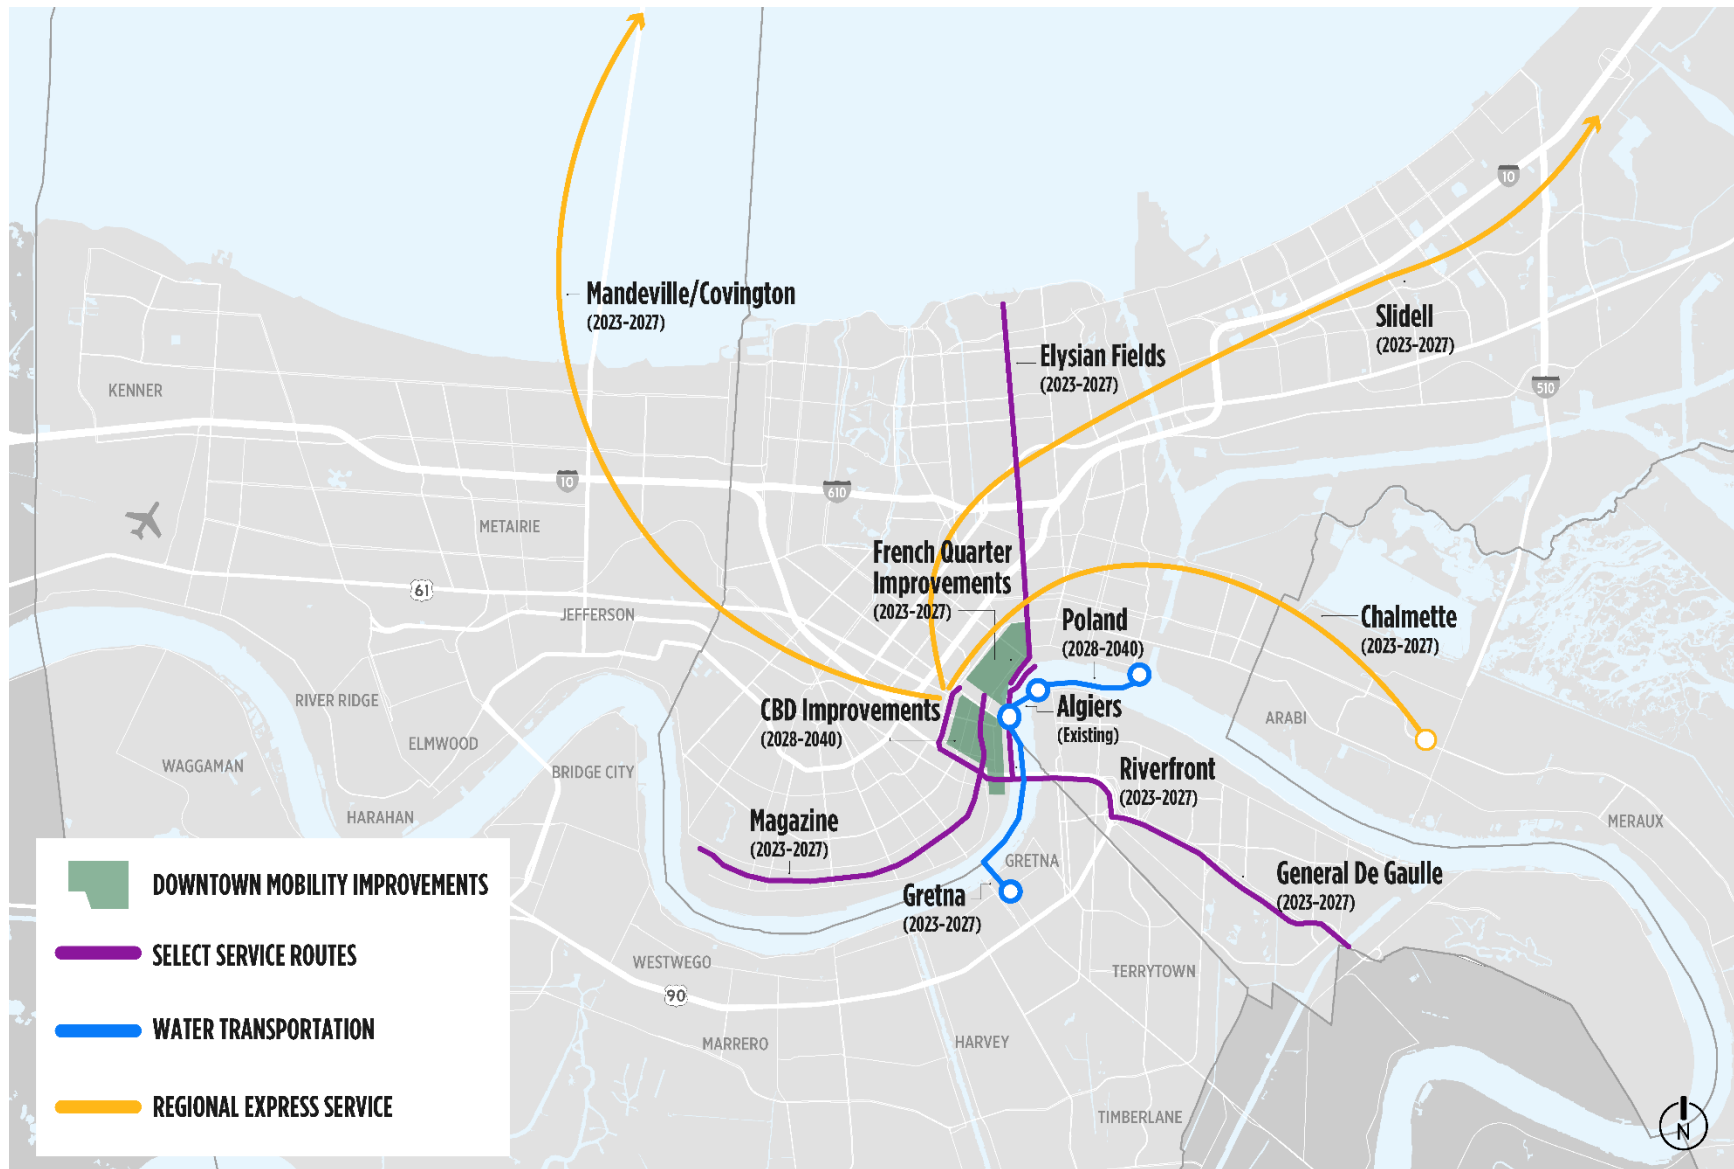 Mandeville/Covington
(2023-2027)
10
Slidell
(2023-2027)
Elysian Fields
(2023-2027)
KENNER
510
10
610
METAIRIE
French Quarter
Improvements
(2023-2027)
61
JEFFERSON
Poland
(2028-2040)
Chalmette
(2023-2027)
RIVER RIDGE
CBD Improvements
(2028-2040)
Algiers
(Existing)
ARABI
ELMWOOD
WAGGAMAN
BRIDGE CITY
Riverfront
(2023-2027)
HARAHAN
Magazine
(2023-2027)
MERAUX
GRETNA
General De Gaulle
(2023-2027)
Gretna
(2023-2027)
WESTWEGO
TERRYTOWN
90
MARRERO
HARVEY
TIMBERLANE
DOWNTOWN MOBILITY IMPROVEMENTS
SELECT SERVICE ROUTES
WATER TRANSPORTATION
REGIONAL EXPRESS SERVICE
N